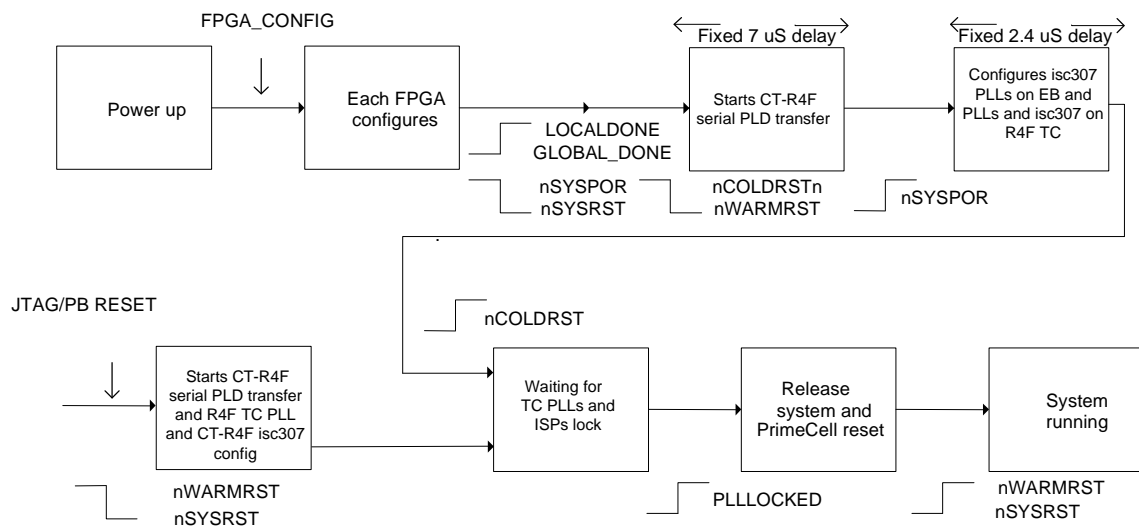 FPGA_CONFIG
Power up
Each FPGA
configures
LOCALDONE
GLOBAL_DONE
nSYSPOR
nSYSRST
Fixed 7 uS delay
Starts CT-R4F
serial PLD transfer
nCOLDRSTn
nWARMRST
Fixed 2.4 uS delay
Configures isc307
PLLs on EB and
PLLs and isc307 on
R4F TC
nSYSPOR
JTAG/PB RESET
Starts CT-R4F
serial PLD transfer
and R4F TC PLL
and CT-R4F isc307
config
nWARMRST
nSYSRST
nCOLDRST
Waiting for
TC PLLs and
ISPs lock
Release
system and
PrimeCell reset
PLLLOCKED
System
running
nWARMRST
nSYSRST